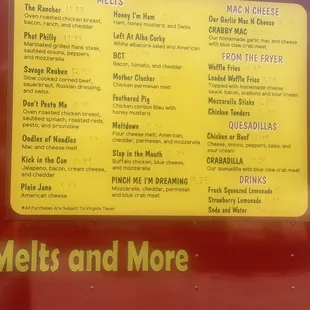 MELTS
The Rancher
Oven roasted chicken breast,
bacon, ranch, and cheddar
Phat Philly
Marinated grilled flank steak,
sautéed onions, peppers,
and mozzarella
Savage Reuben
Slow cooked corned beef,
sauerkraut, Russian dressing,
and swiss
Don't Pesto Me
Oven roasted chicken
breast, spinach, roasted red
pesto, and provolone
Oodles of Noodles
Mac and cheese melt
Kick in the Con
Jalapeno, bacon, cream cheese,
and cheddar
Plain Jane
American cheese
#All Purchases Are Subject To Virginia Taxes
Honey I'm Ham
Ham, honey mustard, and Swiss
Left At Alba Corky
White albacore salad and American
BCT
Bacon, tomato, and cheddar
Mother Clucker
Chicken parmesan melt
Feathered Pig
Chicken cordon bleu with
honey mustard
Meltdown
Four cheese melt: American,
cheddar, parmesan, and mozzarella
Slap in the Mouth
Buffalo chicken, blue cheese,
and mozzarella
PINCH ME I'M DREAMING
Mozzarella, cheddar, parmesan
and blue crab melt
MAC N CHEESE
Our Garlic Mac N Cheese
CRABBY MAC
Our homemade garlic mac and cheese
with blue claw crab meat
FROM THE FRYER
Waffle Fries
Loaded Waffle Fries
Topped with homemade cheese
sauce, bacon, scallions and sour cream
Mozzarella Sticks
Chicken Tenders
QUESADILLAS
Chicken or Beef
Cheese, onions, peppers, salsa, and
sour cream
CRABADILLA
Our quesadilla with blue claw crab meat
DRINKS
Fresh Squeezed Lemonade
Strawberry Lemonade
Soda and Water
Melts and More